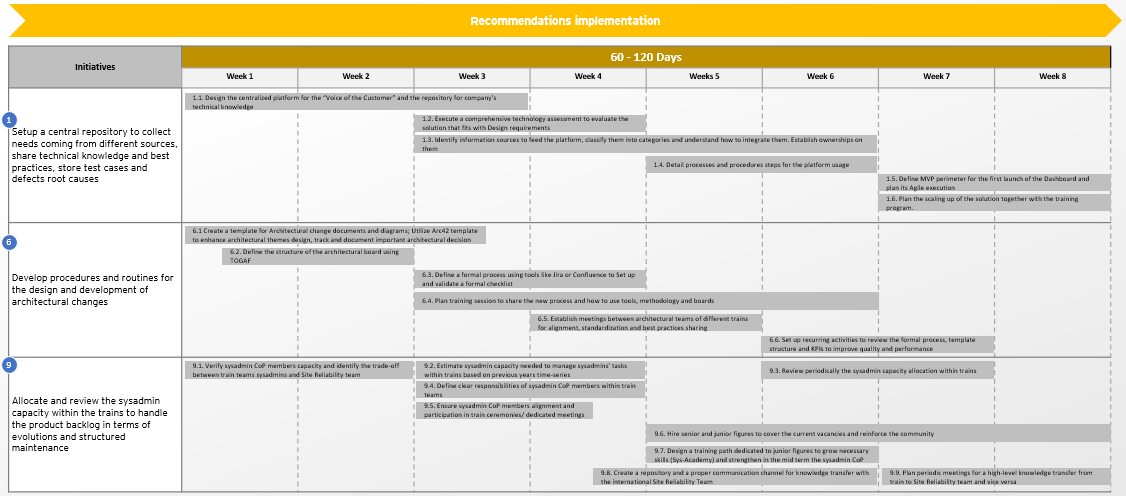 Recommendations implementation
Initiatives
60 - 120 Days
Week 1
Week 2
Week 3
Week 4
Weeks 5
Week 6
Week 7
Week 8
1
Setup a central repository to collect
needs coming from different sources,
share technical knowledge and best
practices, store test cases and
defects root causes
1.1. Design the centralized platform for the "Voice of the Customer" and the repository for company's
technical knowledge
1.2. Execute a comprehensive technology assessment to evaluate the
solution that fits with Design requirements
1.3. Identify information sources to feed the platform, classify them into categories and understand how to integrate them. Establish ownerships on
them
1.4. Detail processes and procedures steps for the platform usage
1.5. Define MVP perimeter for the first launch of the Dashboard and
plan its Agile execution
1.6. Plan the scaling up of the solution together with the training
program.
6
Develop procedures and routines for
the design and development of
architectural changes
6.1 Create a template for Architectural change documents and diagrams; Utilize Arc42 template
to enhance architectural themes design, track and document important architectural decision
6.2. Define the structure of the architectural board using
TOGAF
6.3. Define a formal process using tools like Jira or Confluence to Set up
and validate a formal checklist
6.4. Plan training session to share the new process and how to use tools, methodology and boards
6.5. Establish meetings between architectural teams of different trains
for alignment, standardization and best practices sharing
6.6. Set up recurring activities to review the formal process, template
structure and KPIs to improve quality and performance
9
Allocate and review the sysadmin
capacity within the trains to handle
the product backlog in terms of
evolutions and structured
maintenance
9.1. Verify sysadmin CoP members capacity and identify the trade-off
between train teams sysadmins and Site Reliability team
9.2. Estimate sysadmin capacity needed to manage sysadmins' tasks
within trains based on previous years time-series
9.3. Review periodically the sysadmin capacity allocation within trains
9.4. Define clear responsibilities of sysadmin CoP members within train
teams
9.5. Ensure sysadmin CoP members alignment and
participation in train ceremonies/ dedicated meetings
9.6. Hire senior and junior figures to cover the current vacancies and reinforce the community
9.7. Design a training path dedicated to junior figures to grow necessary
skills (Sys-Academy) and strengthen in the mid term the sysadmin CoP
9.8. Create a repository and a proper communication channel for knowledge transfer with
the international Site Reliability Team
9.9. Plan periodic meetings for a high-level knowledge transfer from
train to Site Reliability team and vice versa